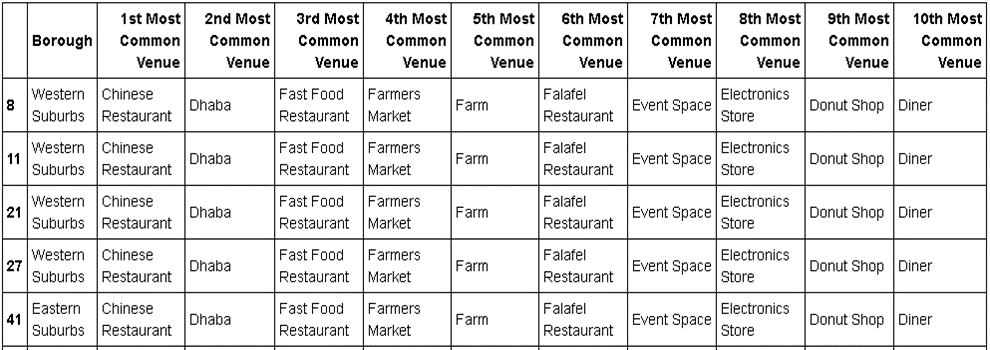 Borough 1st Most Common Venue 2nd Most Common Venue 3rd Most Common Venue 4th Most Common Venue 5th Most Common Venue 6th Most Common Venue 7th Most Common Venue 8th Most Common Venue 9th Most Common Venue 10th Most Common Venue
8 Western Suburbs Chinese Restaurant Dhaba Fast Food Restaurant Farmers Market Farm Falafel Restaurant Event Space Electronics Store Donut Shop Diner
11 Western Suburbs Chinese Restaurant Dhaba Fast Food Restaurant Farmers Market Farm Falafel Restaurant Event Space Electronics Store Donut Shop Diner
21 Western Suburbs Chinese Restaurant Dhaba Fast Food Restaurant Farmers Market Farm Falafel Restaurant Event Space Electronics Store Donut Shop Diner
27 Western Suburbs Chinese Restaurant Dhaba Fast Food Restaurant Farmers Market Farm Falafel Restaurant Event Space Electronics Store Donut Shop Diner
41 Eastern Suburbs Chinese Restaurant Dhaba Fast Food Restaurant Farmers Market Farm Falafel Restaurant Event Space Electronics Store Donut Shop Diner